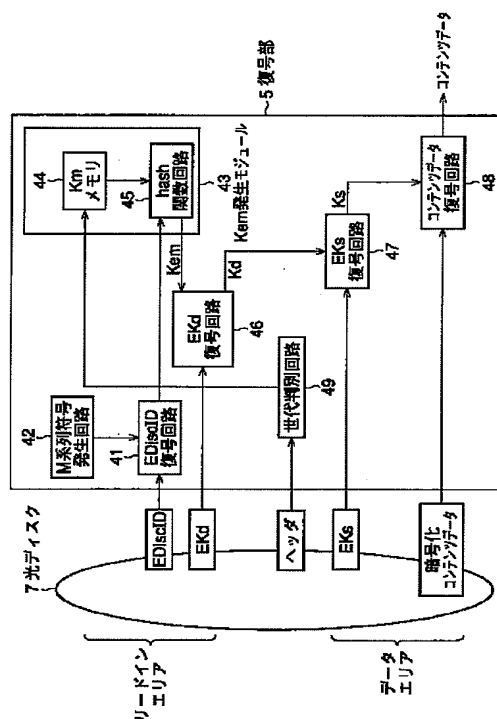 7 光ディスク
リードイン
エリア
データ
エリア
EDiscID
EKd
ヘッダ
EKs
暗号化
コンテンツデータ
5 復号部
42
M系列符号
発生回路
41
EDiscID
復号回路
44
Km
メモリ
45
hash
関数回路
43
Kem発生モジュール
Kem
EKd
復号回路
46
Kd
世代判別回路
49
EKs
復号回路
47
Ks
コンテンツデータ
復号回路
48
コンテンツデータ